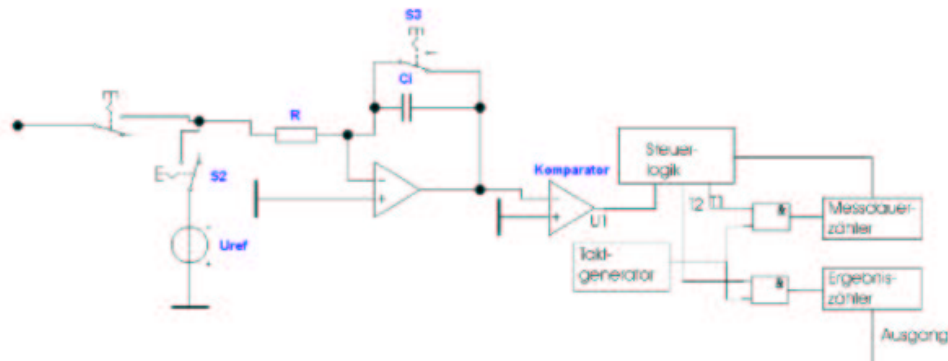 S3
Ci
R
E
S2
Uref
Komparator
U1
Steuer-
logik
t2
t1
&
Messdauer-
zähler
Takt-
generator
&
Ergebnis-
zähler
Ausgang